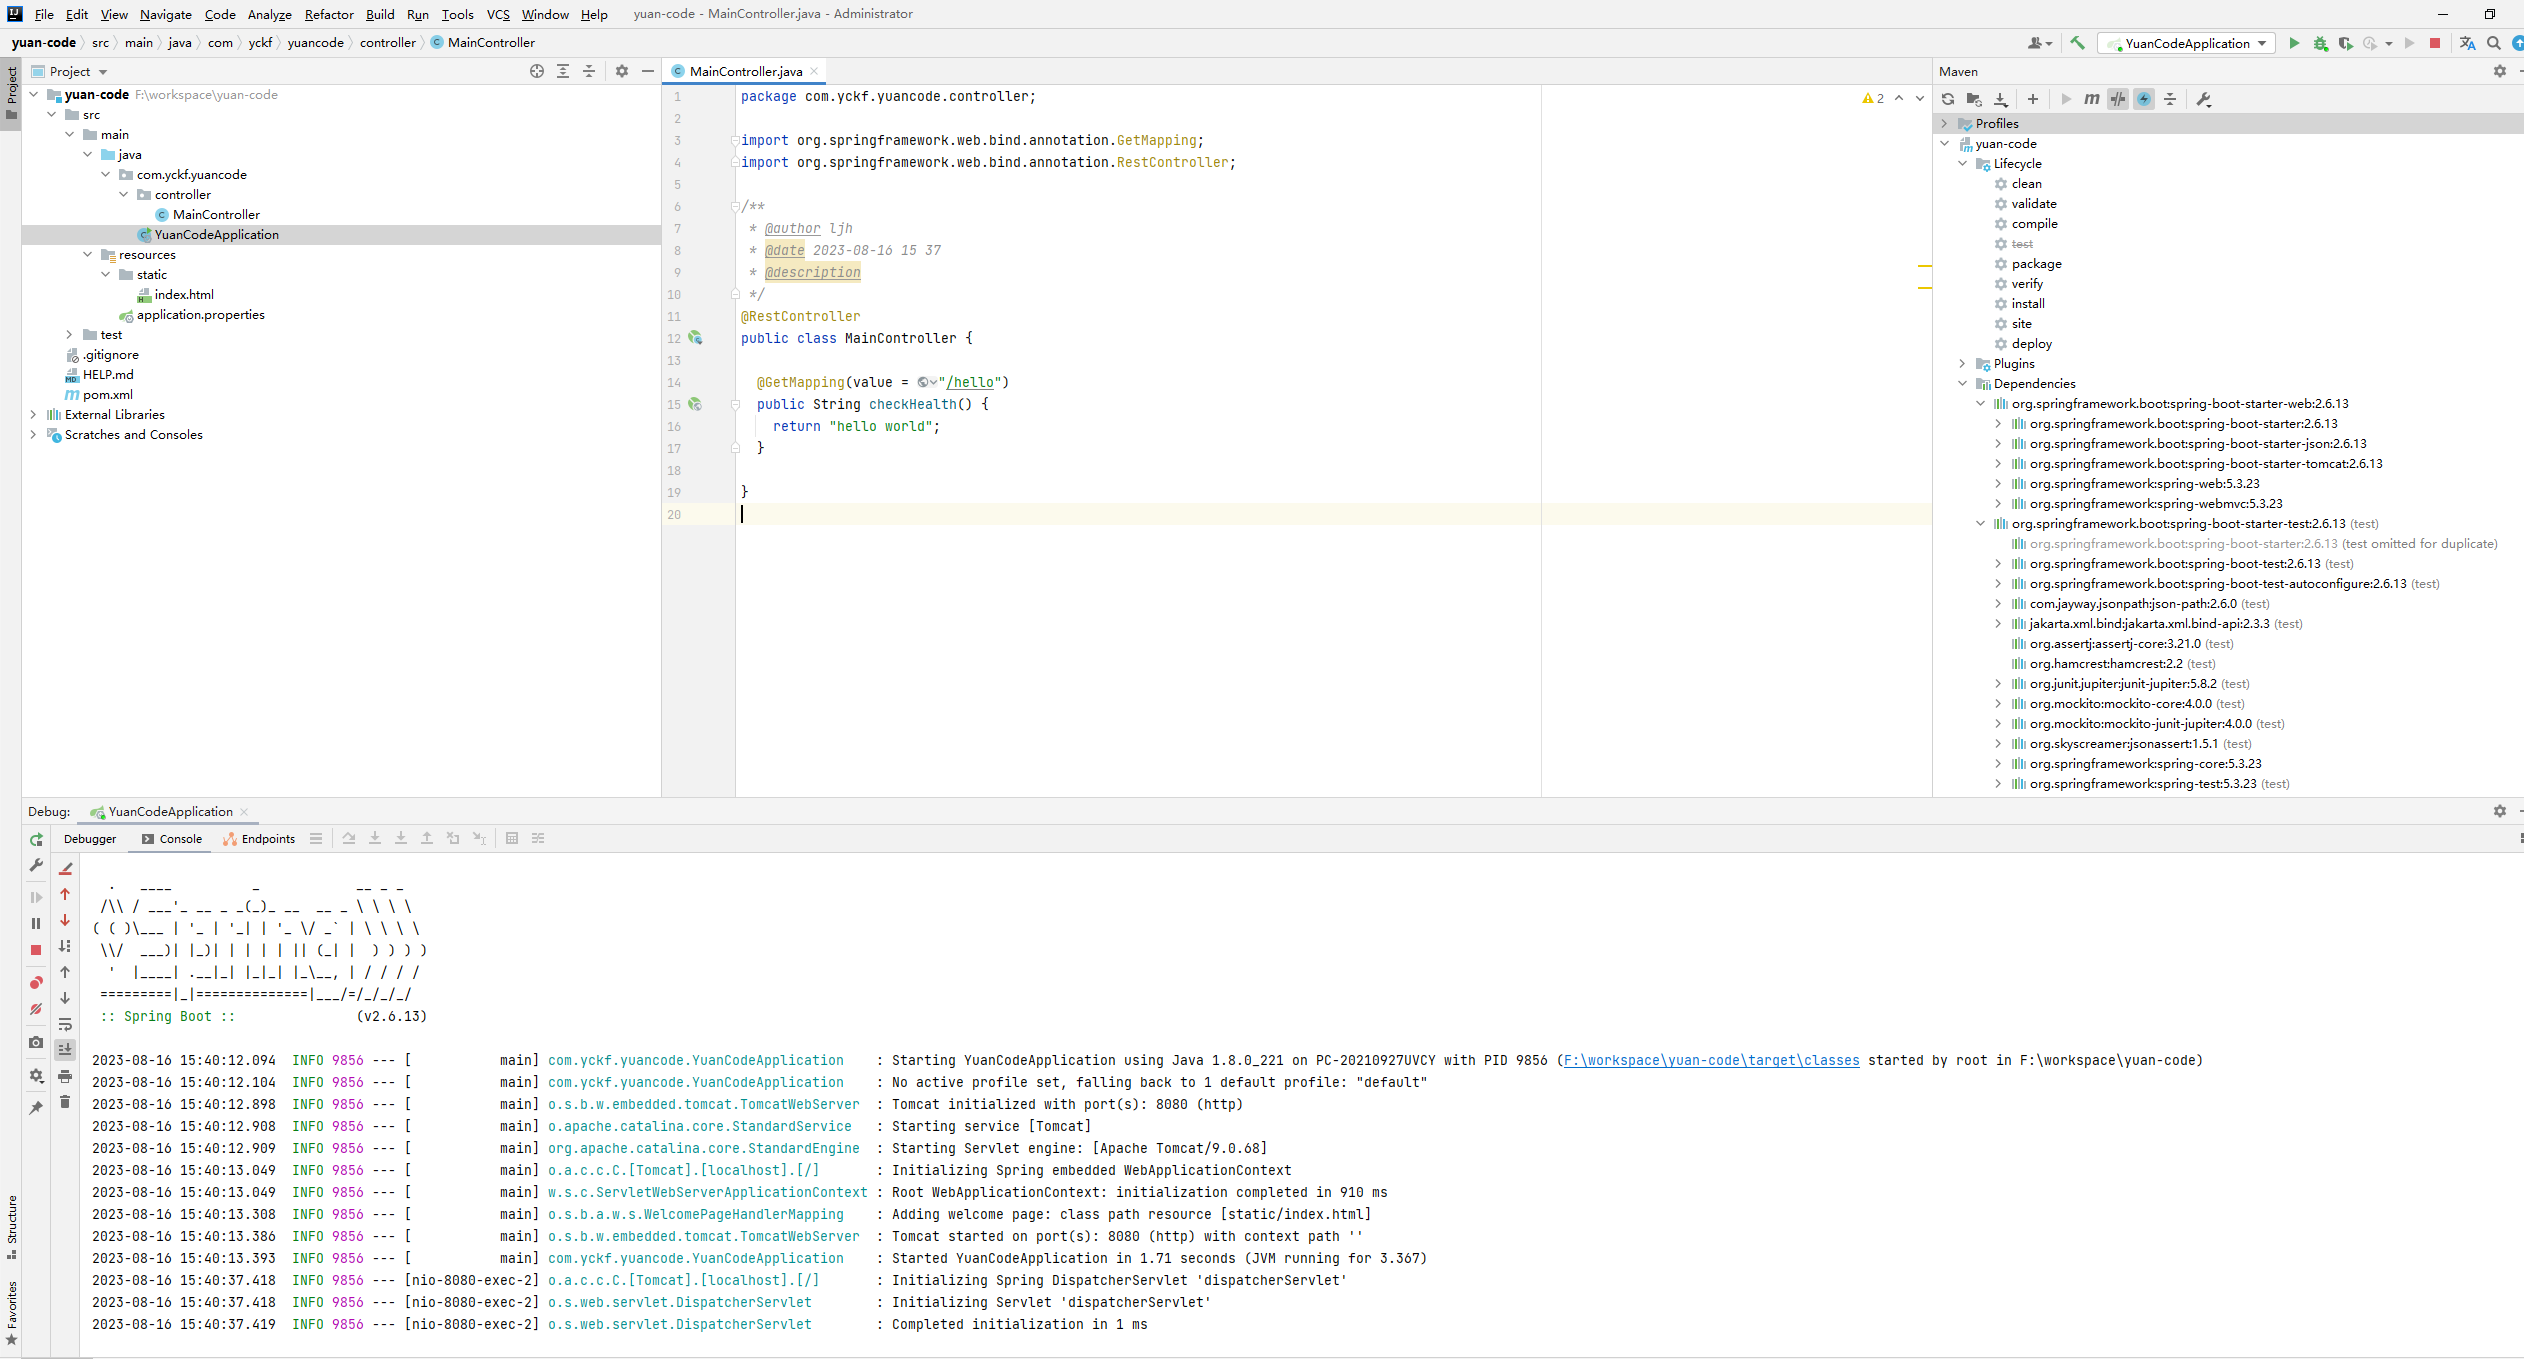 File Edit View Navigate Code Analyze Refactor Build Run Tools VCS Window Help yuan-code - MainController.java - Administrator
yuan-code src main java com yckf yuancode controller MainController
YuanCodeApplication
Project
Project
yuan-code F:\workspace\yuan-code
src
main
java
com.yckf.yuancode
controller
MainController
YuanCodeApplication
resources
static
index.html
application.properties
test
.gitignore
HELP.md
pom.xml
External Libraries
Scratches and Consoles
MainController.java
2
1 package com.yckf.yuancode.controller;
2
3 import org.springframework.web.bind.annotation.GetMapping;
4 import org.springframework.web.bind.annotation.RestController;
5
6 /**
7 * @author ljh
8 * @date 2023-08-16 15 37
9 * @description
10 */
11 @RestController
12 public class MainController {
13
14 @GetMapping(value = "/hello")
15 public String checkHealth() {
16 return "hello world";
17 }
18
19 }
20
Maven
Profiles
yuan-code
Lifecycle
clean
validate
compile
test
package
verify
install
site
deploy
Plugins
Dependencies
org.springframework.boot:spring-boot-starter-web:2.6.13
org.springframework.boot:spring-boot-starter:2.6.13
org.springframework.boot:spring-boot-starter-json:2.6.13
org.springframework.boot:spring-boot-starter-tomcat:2.6.13
org.springframework:spring-web:5.3.23
org.springframework:spring-webmvc:5.3.23
org.springframework.boot:spring-boot-starter-test:2.6.13 (test)
org.springframework.boot:spring-boot-starter:2.6.13 (test omitted for duplicate)
org.springframework.boot:spring-boot-test:2.6.13 (test)
org.springframework.boot:spring-boot-test-autoconfigure:2.6.13 (test)
com.jayway.jsonpath:json-path:2.6.0 (test)
jakarta.xml.bind:jakarta.xml.bind-api:2.3.3 (test)
org.assertj:assertj-core:3.21.0 (test)
org.hamcrest:hamcrest:2.2 (test)
org.junit.jupiter:junit-jupiter:5.8.2 (test)
org.mockito:mockito-core:4.0.0 (test)
org.mockito:mockito-junit-jupiter:4.0.0 (test)
org.skyscreamer:jsonassert:1.5.1 (test)
org.springframework:spring-core:5.3.23
org.springframework:spring-test:5.3.23 (test)
Debug: YuanCodeApplication
Debugger Console Endpoints
  .   ____          _            __ _ _
 /\\ / ___'_ __ _ _(_)_ __  __ _ \ \ \ \
( ( )\___ | '_ | '_| | '_ \/ _` | \ \ \ \
 \\/  ___)| |_)| | | | | || (_| |  ) ) ) )
  '  |____| .__|_| |_|_| |_\__, | / / / /
 =========|_|==============|___/=/_/_/_/
 :: Spring Boot :: (v2.6.13)
2023-08-16 15:40:12.094 INFO 9856 --- [ main] com.yckf.yuancode.YuanCodeApplication : Starting YuanCodeApplication using Java 1.8.0_221 on PC-20210927UVCY with PID 9856 (F:\workspace\yuan-code\target\classes started by root in F:\workspace\yuan-code)
2023-08-16 15:40:12.104 INFO 9856 --- [ main] com.yckf.yuancode.YuanCodeApplication : No active profile set, falling back to 1 default profile: "default"
2023-08-16 15:40:12.898 INFO 9856 --- [ main] o.s.b.w.embedded.tomcat.TomcatWebServer : Tomcat initialized with port(s): 8080 (http)
2023-08-16 15:40:12.908 INFO 9856 --- [ main] o.apache.catalina.core.StandardService : Starting service [Tomcat]
2023-08-16 15:40:12.909 INFO 9856 --- [ main] org.apache.catalina.core.StandardEngine : Starting Servlet engine: [Apache Tomcat/9.0.68]
2023-08-16 15:40:13.049 INFO 9856 --- [ main] o.a.c.c.C.[Tomcat].[localhost].[/] : Initializing Spring embedded WebApplicationContext
2023-08-16 15:40:13.049 INFO 9856 --- [ main] w.s.c.ServletWebServerApplicationContext : Root WebApplicationContext: initialization completed in 910 ms
2023-08-16 15:40:13.308 INFO 9856 --- [ main] o.s.b.a.w.s.WelcomePageHandlerMapping : Adding welcome page: class path resource [static/index.html]
2023-08-16 15:40:13.386 INFO 9856 --- [ main] o.s.b.w.embedded.tomcat.TomcatWebServer : Tomcat started on port(s): 8080 (http) with context path ''
2023-08-16 15:40:13.393 INFO 9856 --- [ main] com.yckf.yuancode.YuanCodeApplication : Started YuanCodeApplication in 1.71 seconds (JVM running for 3.367)
2023-08-16 15:40:37.418 INFO 9856 --- [nio-8080-exec-2] o.a.c.c.C.[Tomcat].[localhost].[/] : Initializing Spring DispatcherServlet 'dispatcherServlet'
2023-08-16 15:40:37.418 INFO 9856 --- [nio-8080-exec-2] o.s.web.servlet.DispatcherServlet : Initializing Servlet 'dispatcherServlet'
2023-08-16 15:40:37.419 INFO 9856 --- [nio-8080-exec-2] o.s.web.servlet.DispatcherServlet : Completed initialization in 1 ms
Structure
Favorites